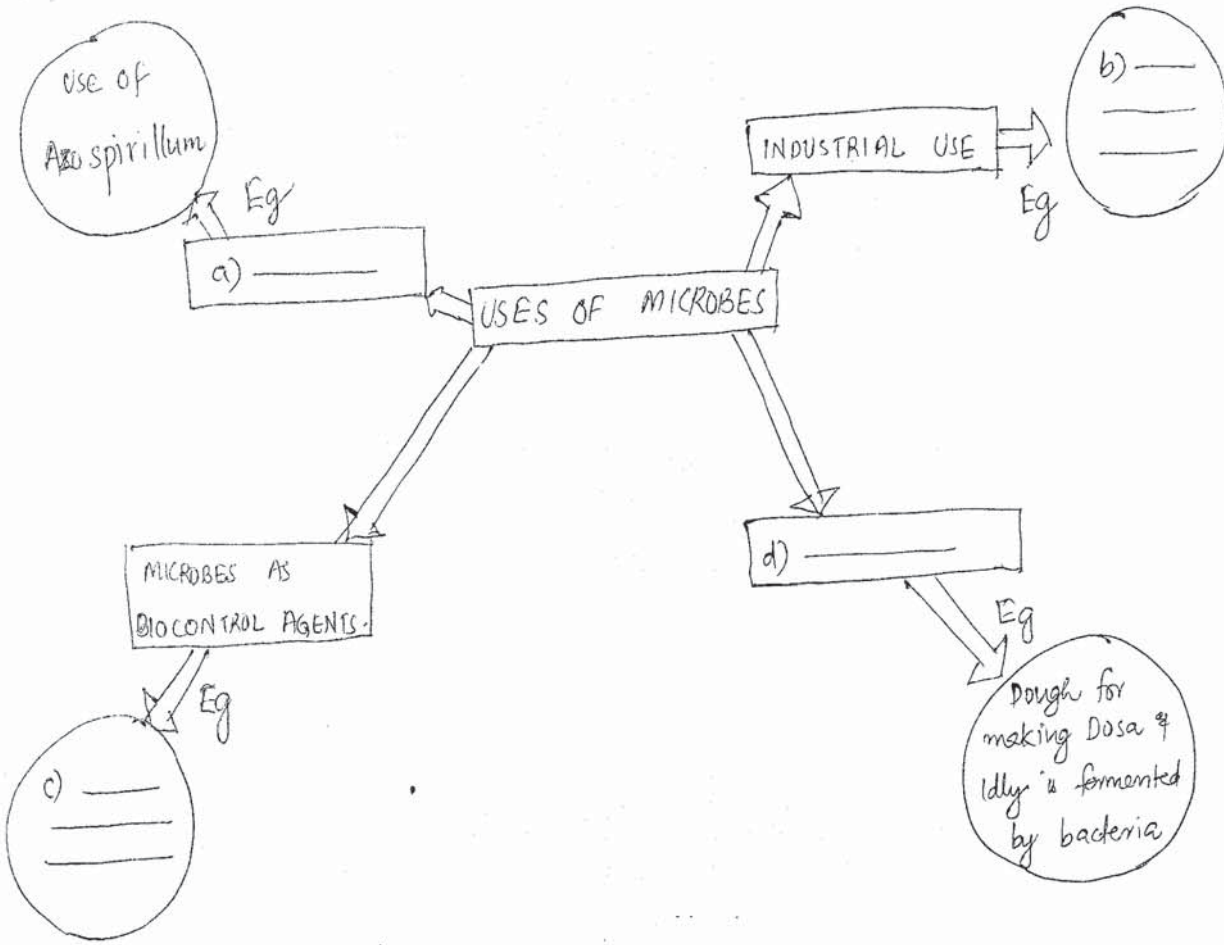 USE OF
Azospirillum
Eg
a)
INDUSTRIAL USE
Eg
b)
USES OF MICROBES
MICROBES AS
BIOCONTROL AGENTS.
Eg
c)
d)
Eg
Dough for
making Dosa &
Idly is fermented
by bacteria